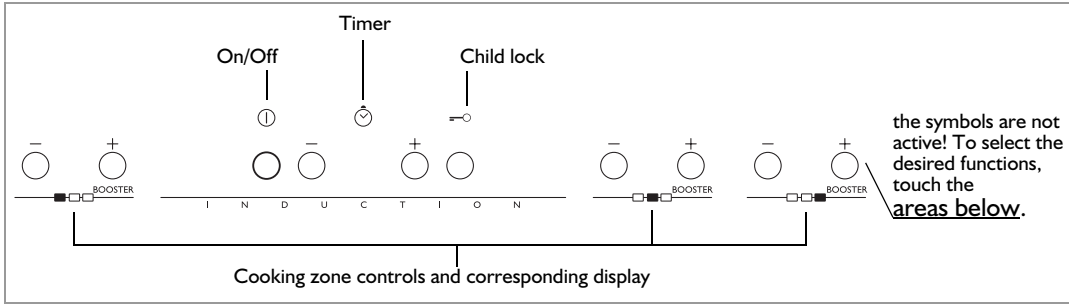 Timer
On/Off
Child lock
the symbols are not
active! To select the
desired functions,
touch the
areas below.
− + − + − + − +
BOOSTER BOOSTER BOOSTER
I N D U C T I O N
Cooking zone controls and corresponding display